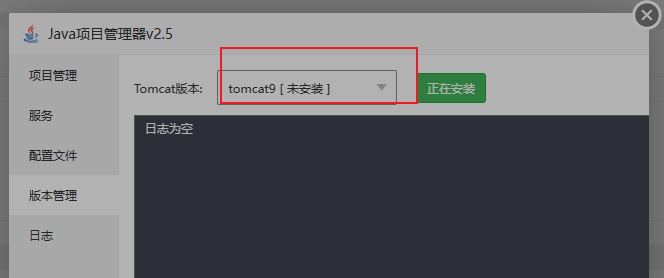 Java项目管理器v2.5
项目管理
Tomcat版本: tomcat9 [ 未安装 ] 正在安装
服务
日志为空
配置文件
版本管理
日志